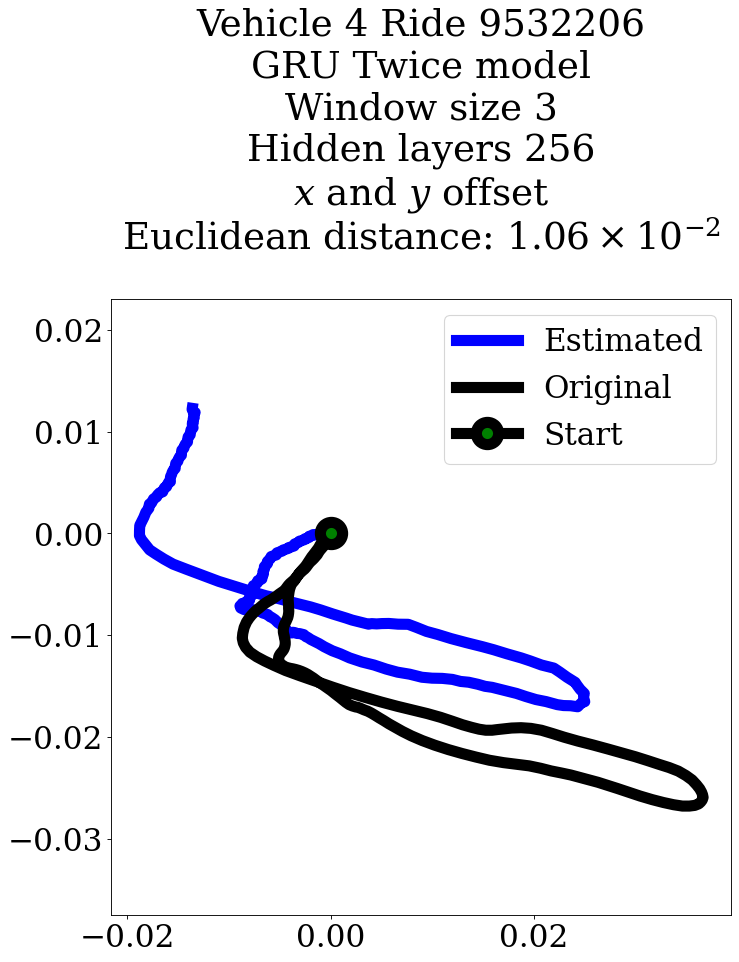 Vehicle 4 Ride 9532206
GRU Twice model
Window size 3
Hidden layers 256
x and y offset
Euclidean distance: 1.06 × 10⁻²
Estimated
Original
Start
0.02
0.01
0.00
−0.01
−0.02
−0.03
−0.02 0.00 0.02